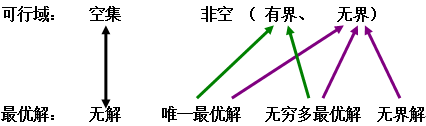 可行域： 空集 非空 （ 有界、 无界）
最优解： 无解 唯一最优解 无穷多最优解 无界解